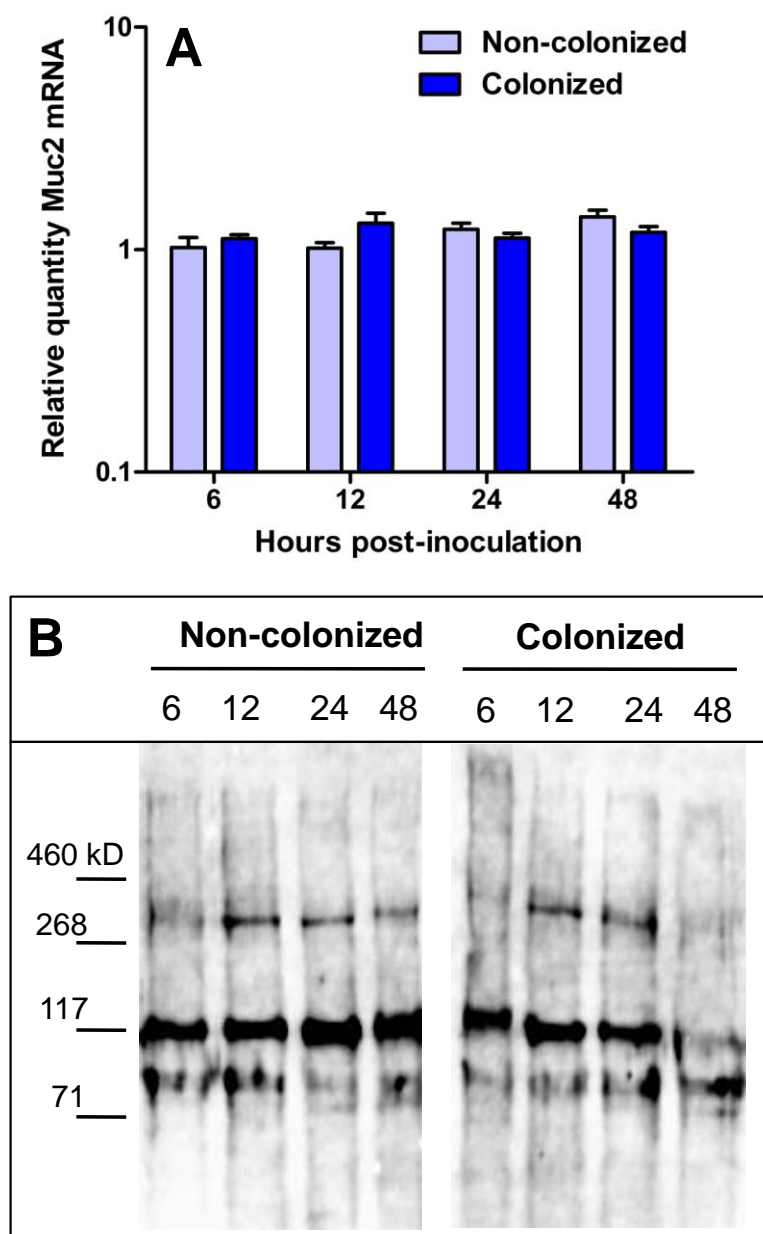 A
Non-colonized
Colonized
Relative quantity Muc2 mRNA
10
1
0.1
6 12 24 48
Hours post-inoculation
B
Non-colonized Colonized
6 12 24 48 6 12 24 48
460 kD
268
117
71